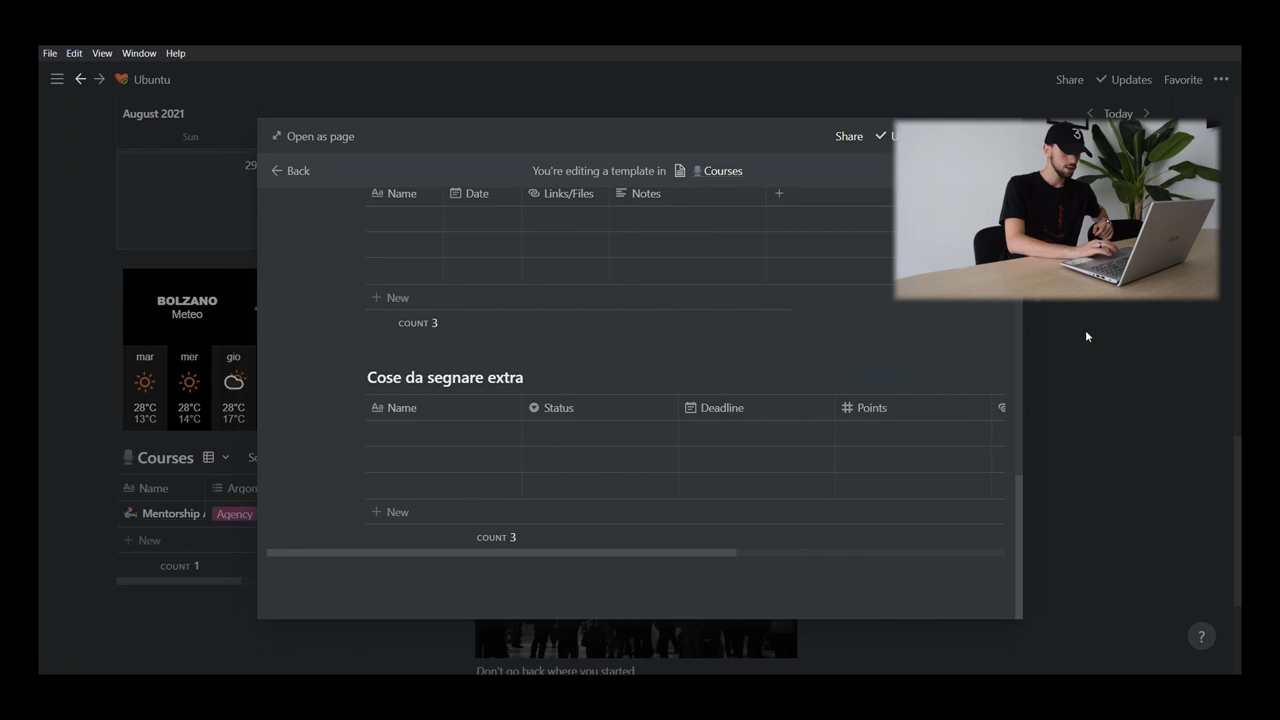 File Edit View Window Help
Ubuntu
Share Updates Favorite
August 2021
Today
Sun
29
Open as page
Share
Back
You're editing a template in Courses
Name Date Links/Files Notes
New
COUNT 3
BOLZANO
Meteo
mar mer gio
28°C 28°C 28°C
13°C 14°C 17°C
Cose da segnare extra
Name Status Deadline Points
New
COUNT 3
Courses
Name
Mentorship Agency
New
COUNT 1
Don't go back where you started
?